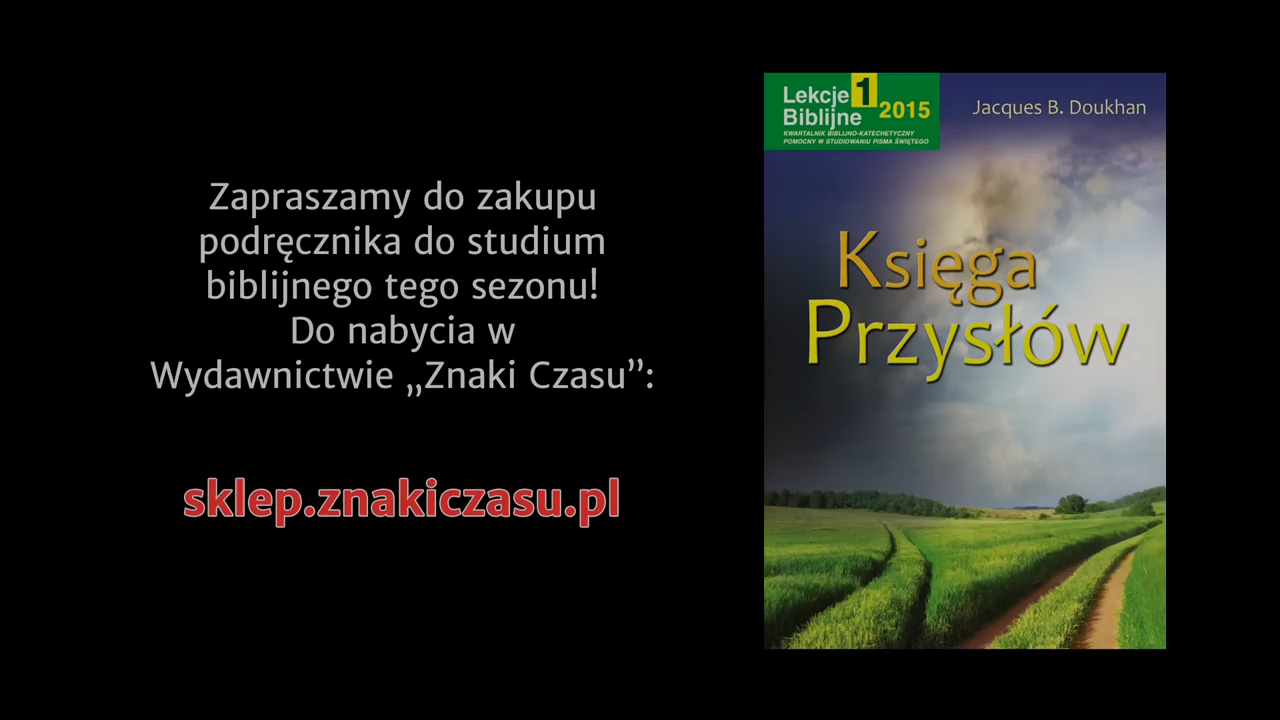 Zapraszamy do zakupu
podręcznika do studium
biblijnego tego sezonu!
Do nabycia w
Wydawnictwie „Znaki Czasu”:
sklep.znakiczasu.pl
Lekcje 1
Biblijne 2015
KWARTALNIK BIBLIJNO-KATECHETYCZNY
POMOCNY W STUDIOWANIU PISMA ŚWIĘTEGO
Jacques B. Doukhan
Księga
Przysłów